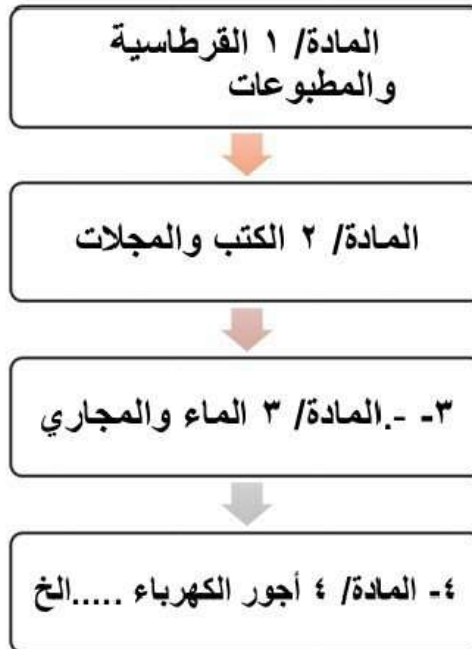 المادة/ ١ القرطاسية
والمطبوعات
المادة/ ٢ الكتب والمجلات
٣- -.المادة/ ٣ الماء والمجاري
٤- المادة/ ٤ أجور الكهرباء .....الخ